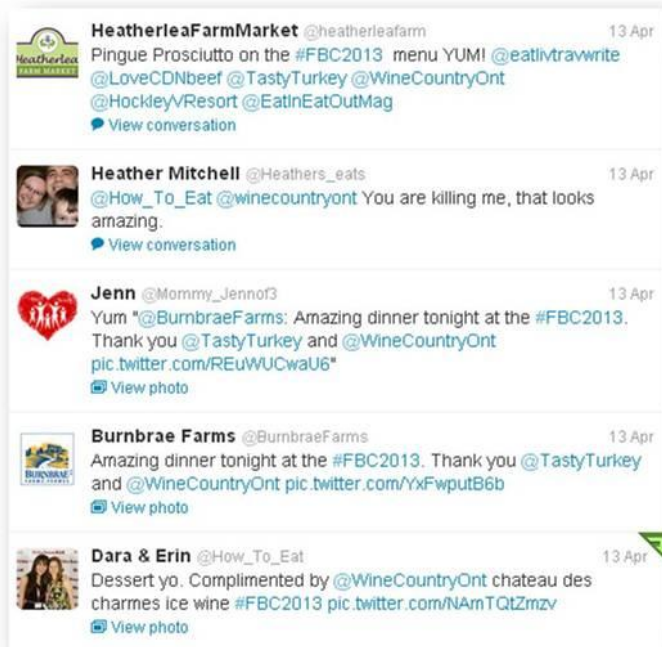 Heatherlea
FARM MARKET
HeatherleaFarmMarket @heatherleafarm 13 Apr
Pingue Prosciutto on the #FBC2013 menu YUM! @eatlivtravwrite
@LoveCDNbeef @TastyTurkey @WineCountryOnt
@HockleyVResort @EatInEatOutMag
View conversation
Heather Mitchell @Heathers_eats 13 Apr
@How_To_Eat @winecountryont You are killing me, that looks
amazing.
View conversation
Jenn @Mommy_Jennof3 13 Apr
Yum "@BurnbraeFarms: Amazing dinner tonight at the #FBC2013.
Thank you @TastyTurkey and @WineCountryOnt
pic.twitter.com/REuWUCwaU6"
View photo
BURNBRAE
Burnbrae Farms @BurnbraeFarms 13 Apr
Amazing dinner tonight at the #FBC2013. Thank you @TastyTurkey
and @WineCountryOnt pic.twitter.com/YxFwputB6b
View photo
Dara & Erin @How_To_Eat 13 Apr
Dessert yo. Complimented by @WineCountryOnt chateau des
charmes ice wine #FBC2013 pic.twitter.com/NAmTQtZmzv
View photo